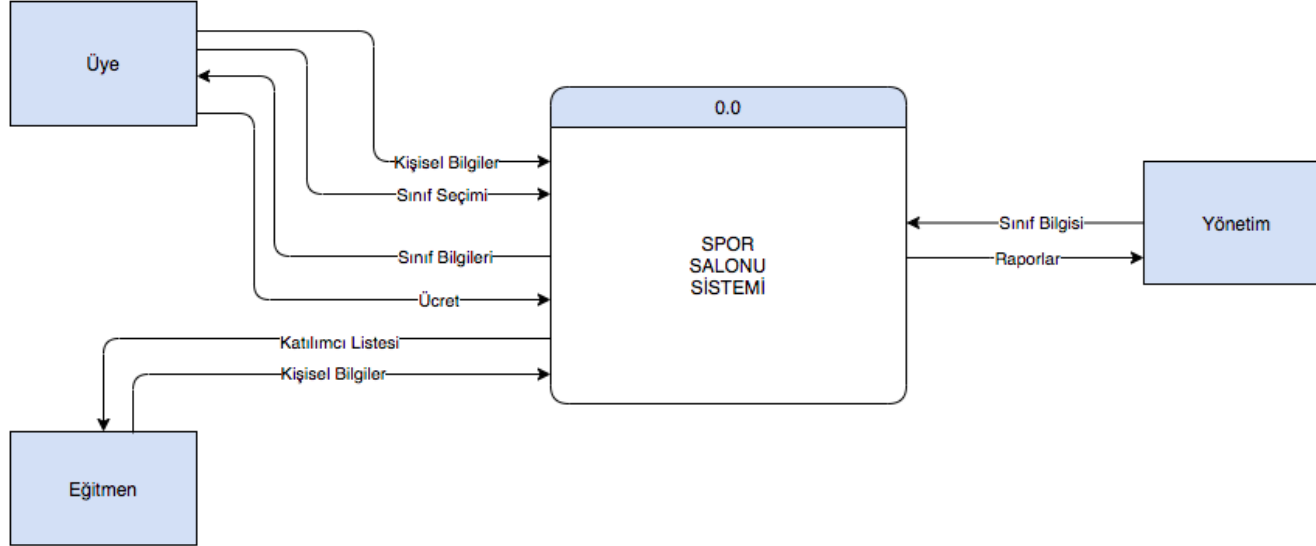 Üye
0.0
Kişisel Bilgiler
Sınıf Seçimi
Sınıf Bilgileri
Ücret
Katılımcı Listesi
Kişisel Bilgiler
SPOR
SALONU
SİSTEMİ
Sınıf Bilgisi
Raporlar
Yönetim
Eğitmen